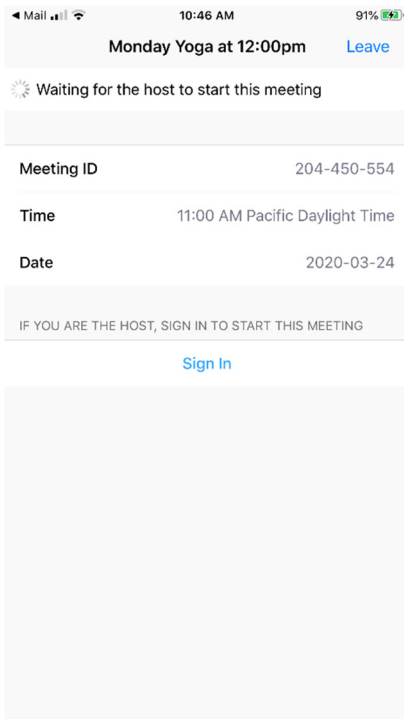 Mail 10:46 AM 91%
Monday Yoga at 12:00pm Leave
Waiting for the host to start this meeting
Meeting ID 204-450-554
Time 11:00 AM Pacific Daylight Time
Date 2020-03-24
IF YOU ARE THE HOST, SIGN IN TO START THIS MEETING
Sign In